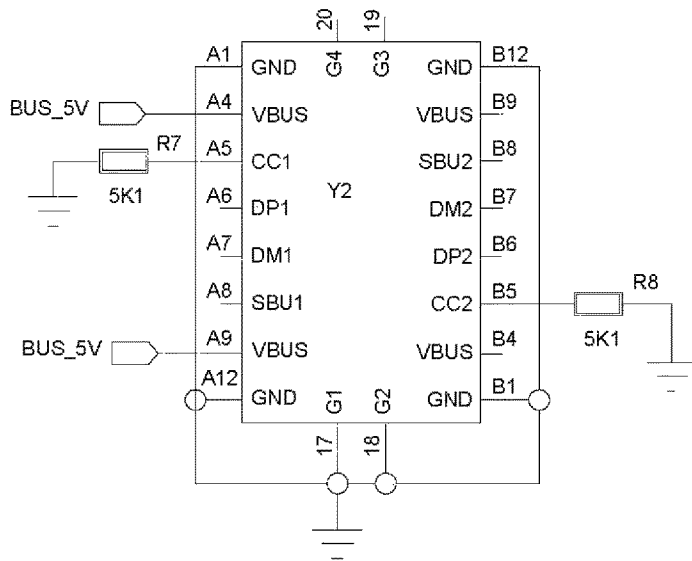 20
19
A1
GND
G4
G3
GND
B12
BUS_5V
A4
VBUS
VBUS
B9
R7
A5
CC1
SBU2
B8
5K1
Y2
A6
DP1
DM2
B7
A7
DM1
DP2
B6
A8
SBU1
CC2
B5
R8
5K1
BUS_5V
A9
VBUS
VBUS
B4
A12
GND
G1
G2
GND
B1
17
18